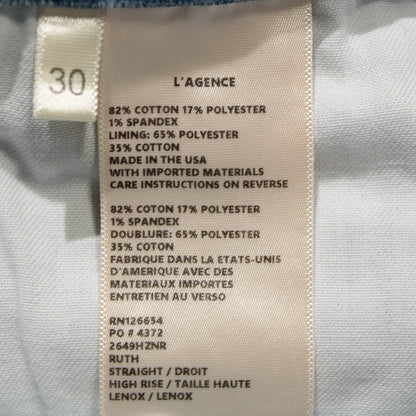 30
L'AGENCE
82% COTTON 17% POLYESTER
1% SPANDEX
LINING: 65% POLYESTER
35% COTTON
MADE IN THE USA
WITH IMPORTED MATERIALS
CARE INSTRUCTIONS ON REVERSE
82% COTTON 17% POLYESTER
1% SPANDEX
DOUBLURE: 65% POLYESTER
35% COTON
FABRIQUE DANS LA ETATS-UNIS
D'AMERIQUE AVEC DES
MATERIAUX IMPORTES
ENTRETIEN AU VERSO
RN126654
PO # 4372
2649HZNR
RUTH
STRAIGHT / DROIT
HIGH RISE / TAILLE HAUTE
LENOX / LENOX